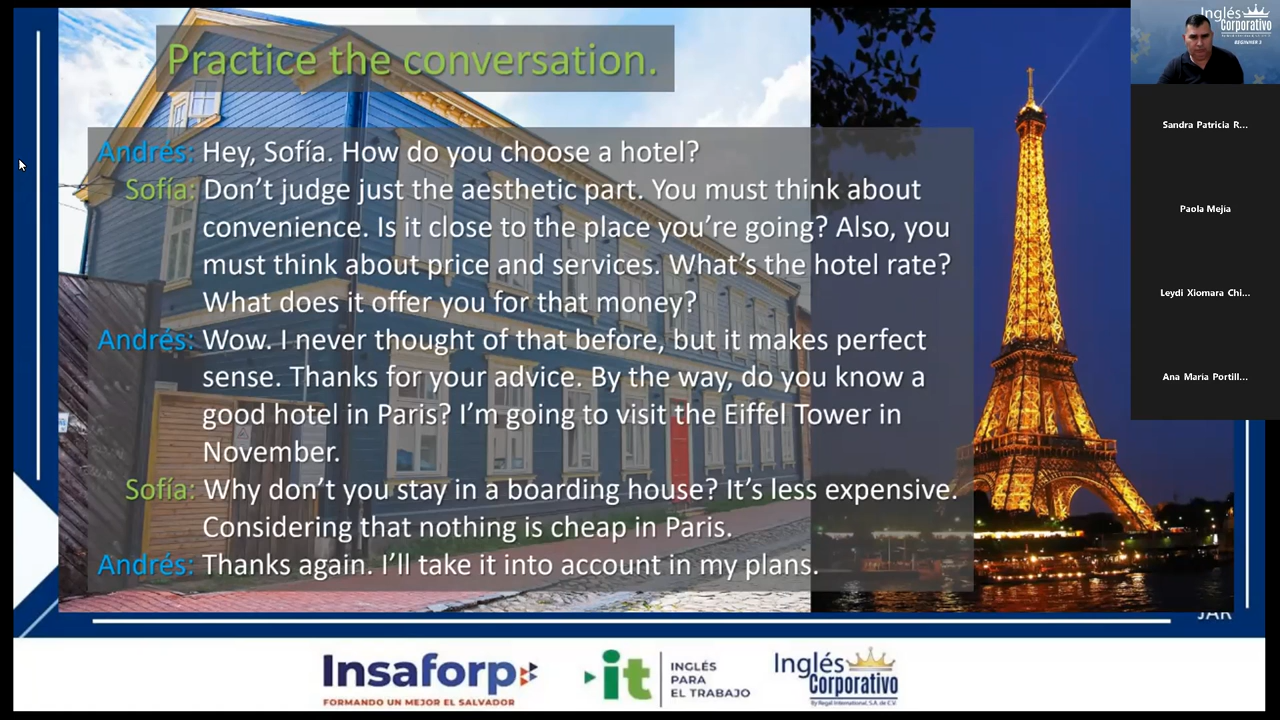 Practice the conversation.
Andrés: Hey, Sofía. How do you choose a hotel?
Sofía: Don't judge just the aesthetic part. You must think about
convenience. Is it close to the place you're going? Also, you
must think about price and services. What's the hotel rate?
What does it offer you for that money?
Andrés: Wow. I never thought of that before, but it makes perfect
sense. Thanks for your advice. By the way, do you know a
good hotel in Paris? I'm going to visit the Eiffel Tower in
November.
Sofía: Why don't you stay in a boarding house? It's less expensive.
Considering that nothing is cheap in Paris.
Andrés: Thanks again. I'll take it into account in my plans.
JAR
Insaforp
FORMANDO UN MEJOR EL SALVADOR
it
INGLÉS
PARA
EL TRABAJO
Inglés
Corporativo
By Regal International, S.A. de C.V.
Inglés
Corporativo
BEGINNER 2
Sandra Patricia R...
Paola Mejia
Leydi Xiomara Chi...
Ana Maria Portill...